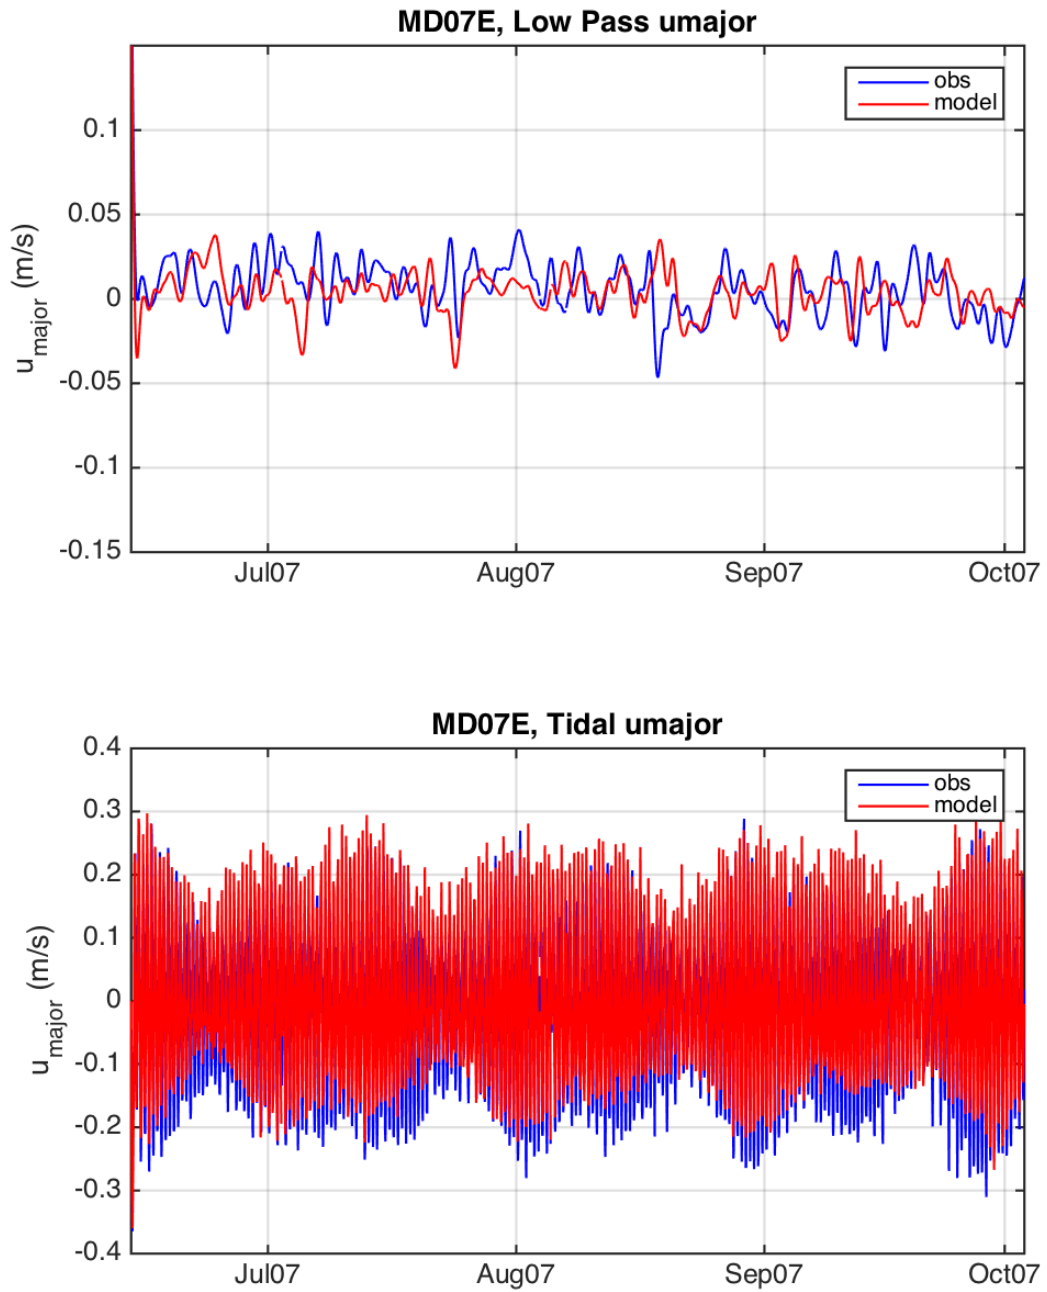 MD07E, Low Pass umajor
obs
model
0.1
0.05
0
-0.05
-0.1
-0.15
u_major (m/s)
Jul07 Aug07 Sep07 Oct07
MD07E, Tidal umajor
obs
model
0.4
0.3
0.2
0.1
0
-0.1
-0.2
-0.3
-0.4
u_major (m/s)
Jul07 Aug07 Sep07 Oct07